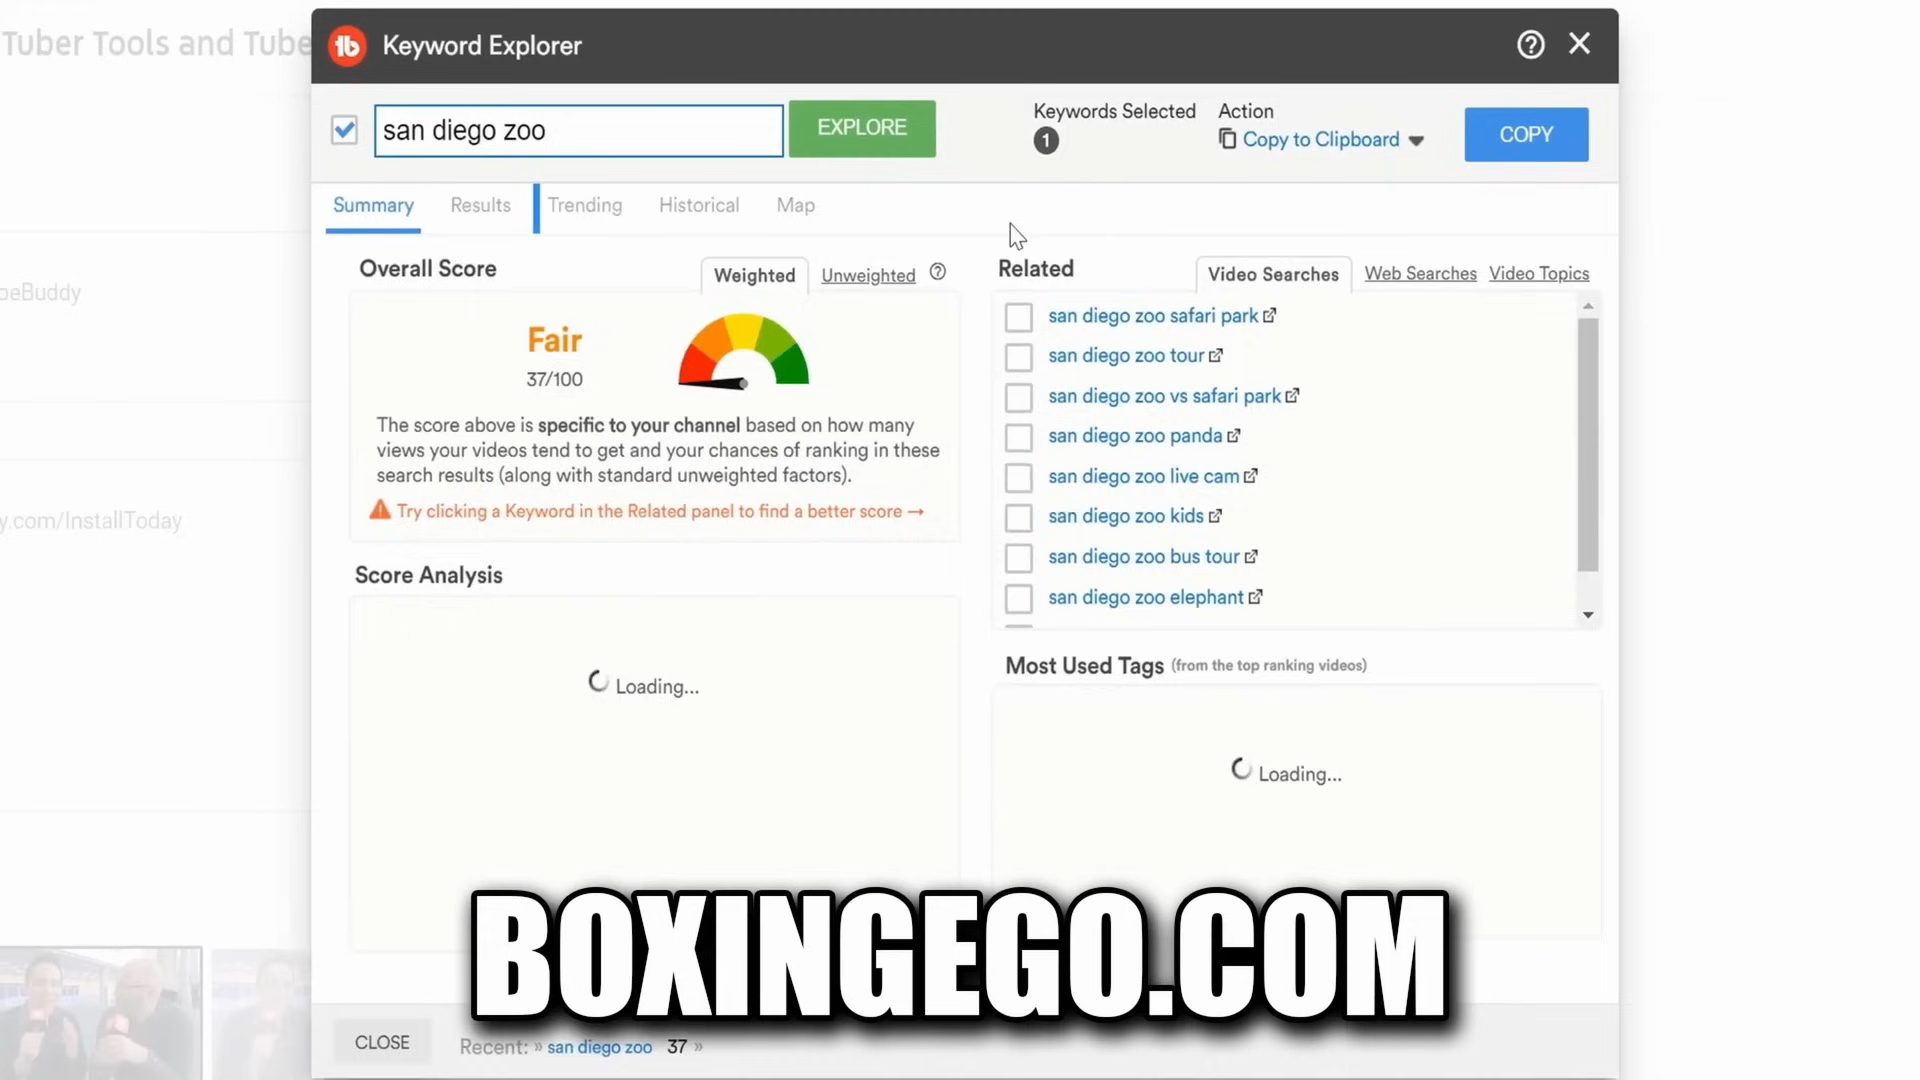 Tuber Tools and Tube
beBuddy
y.com/InstallToday
tb Keyword Explorer
san diego zoo
EXPLORE
Keywords Selected
1
Action
Copy to Clipboard
COPY
Summary Results Trending Historical Map
Overall Score
Weighted Unweighted
Fair
37/100
The score above is specific to your channel based on how many
views your videos tend to get and your chances of ranking in these
search results (along with standard unweighted factors).
Try clicking a Keyword in the Related panel to find a better score →
Score Analysis
Loading...
Related
Video Searches Web Searches Video Topics
san diego zoo safari park
san diego zoo tour
san diego zoo vs safari park
san diego zoo panda
san diego zoo live cam
san diego zoo kids
san diego zoo bus tour
san diego zoo elephant
Most Used Tags (from the top ranking videos)
Loading...
BOXINGEGO.COM
CLOSE
Recent: » san diego zoo 37 »